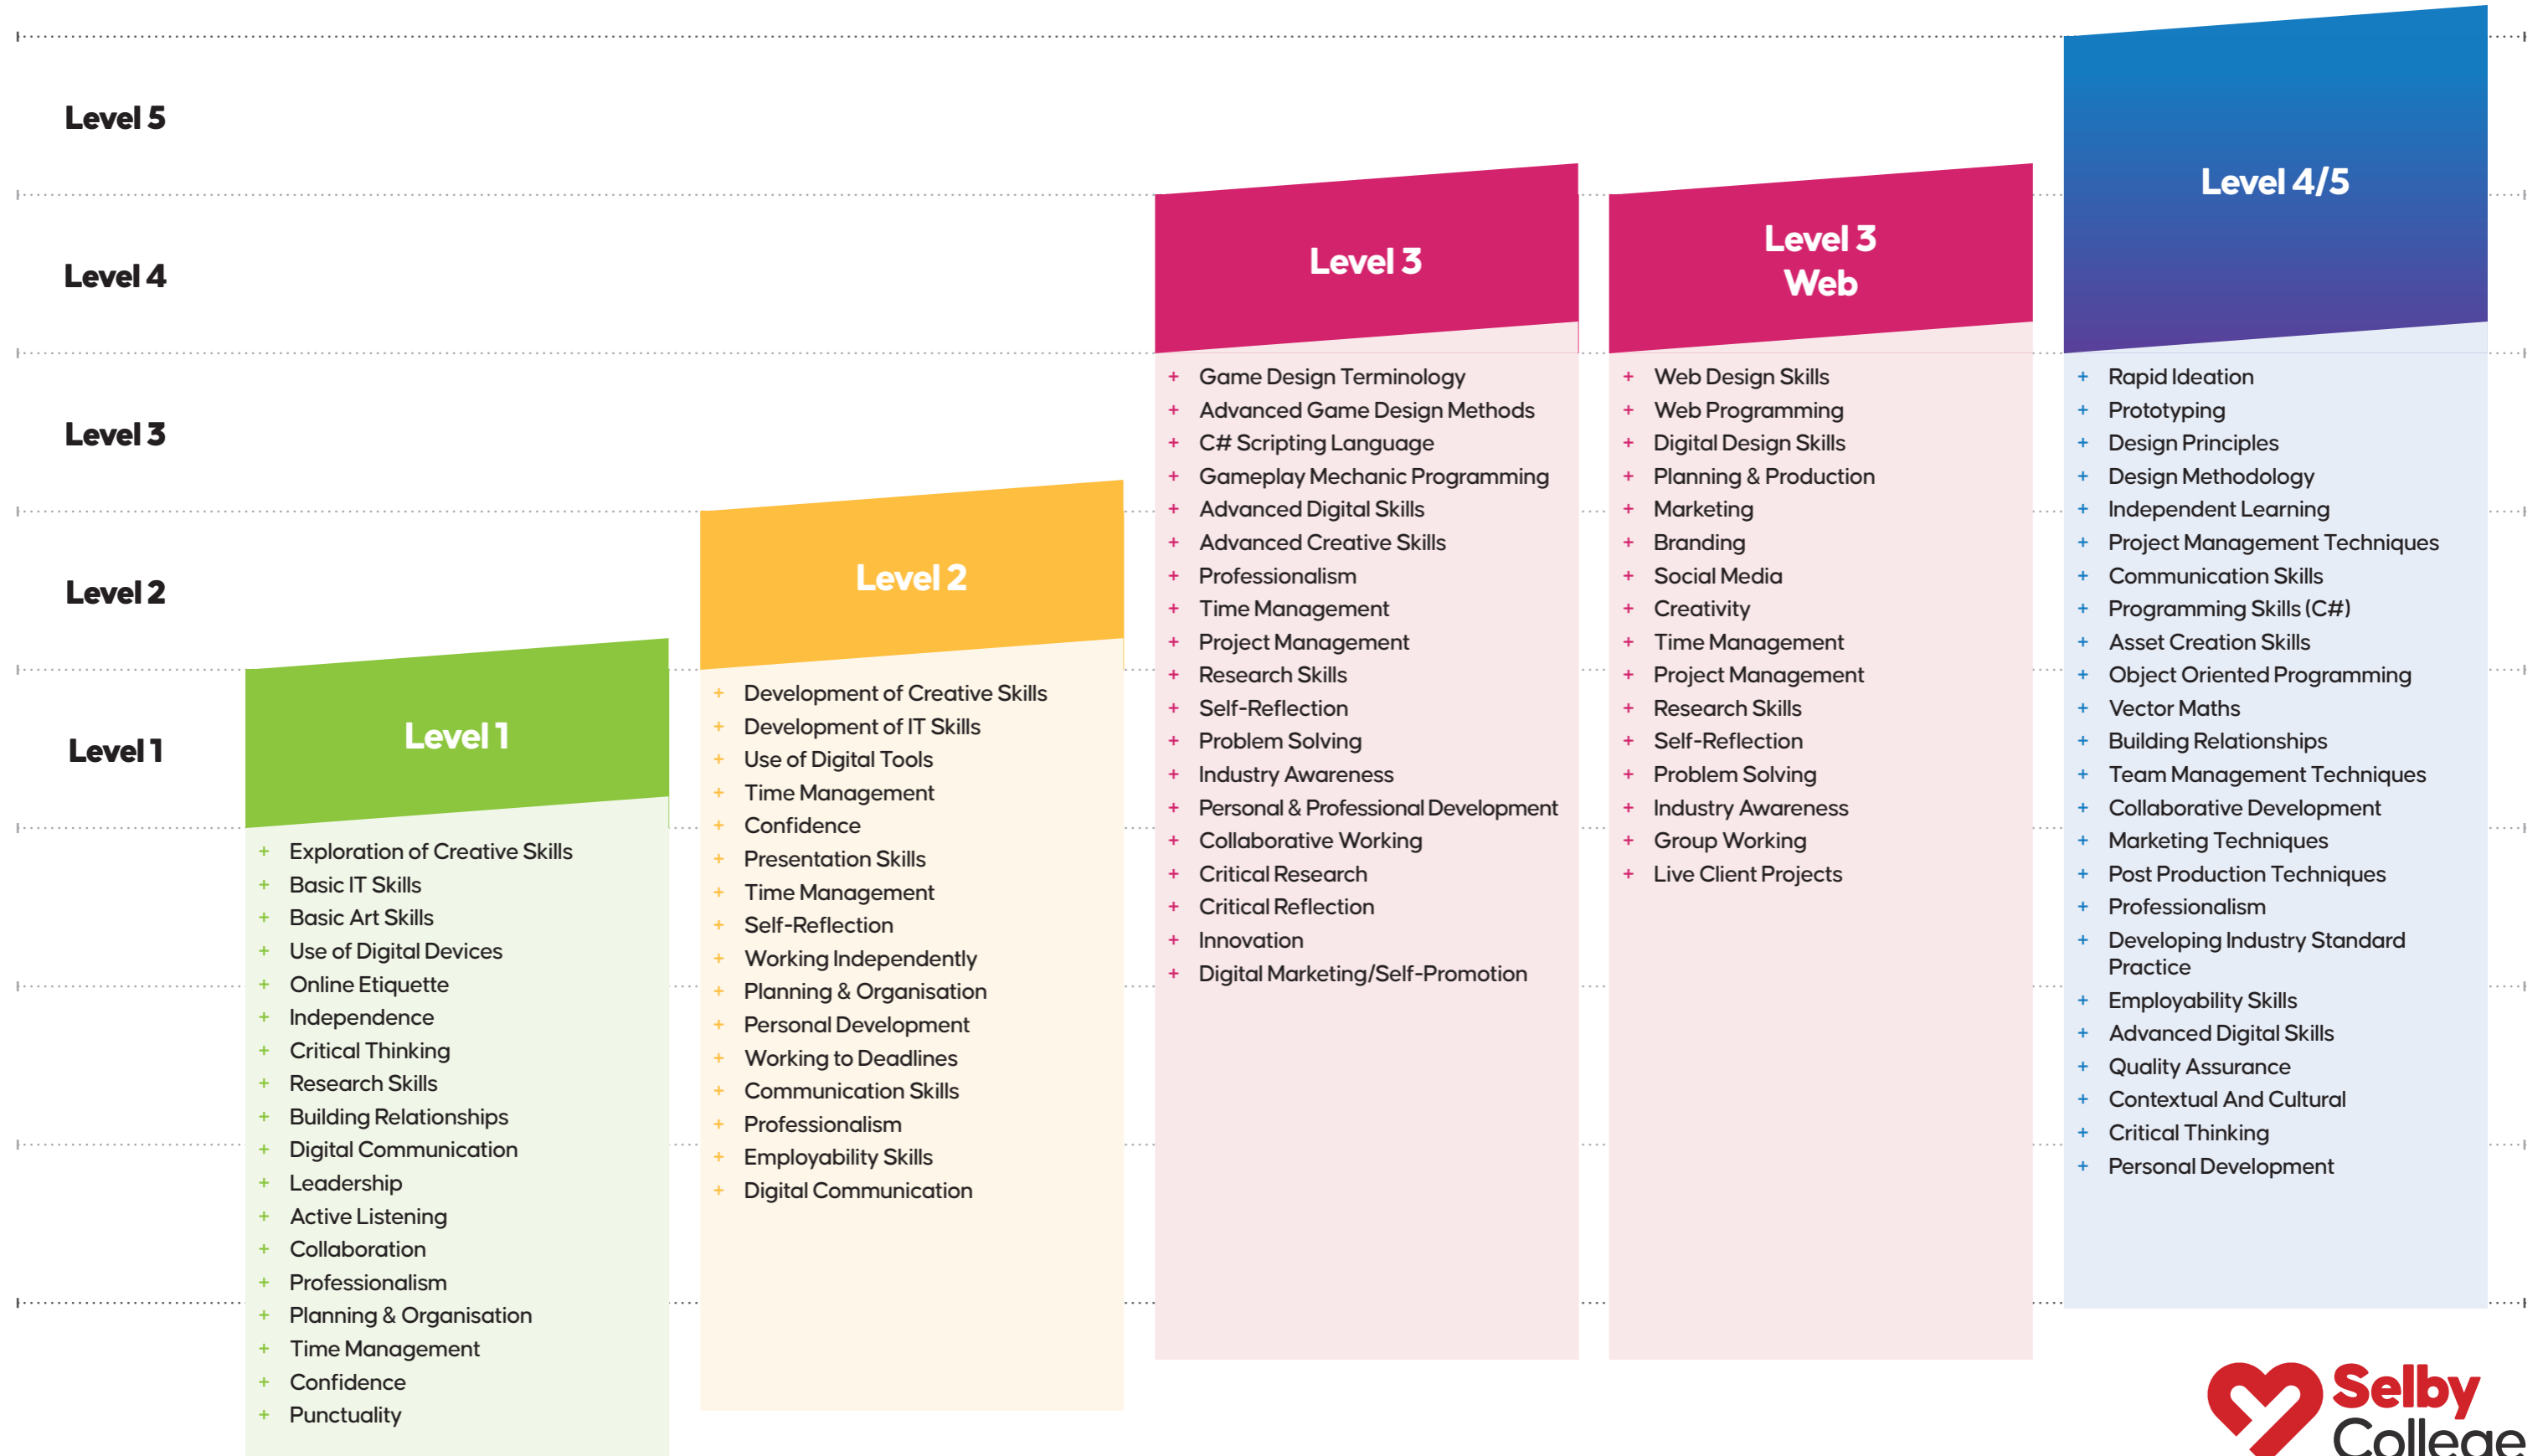 Level 5
Level 4
Level 3
Level 2
Level 1
Level 1
+ Exploration of Creative Skills
+ Basic IT Skills
+ Basic Art Skills
+ Use of Digital Devices
+ Online Etiquette
+ Independence
+ Critical Thinking
+ Research Skills
+ Building Relationships
+ Digital Communication
+ Leadership
+ Active Listening
+ Collaboration
+ Professionalism
+ Planning & Organisation
+ Time Management
+ Confidence
+ Punctuality
Level 2
+ Development of Creative Skills
+ Development of IT Skills
+ Use of Digital Tools
+ Time Management
+ Confidence
+ Presentation Skills
+ Time Management
+ Self-Reflection
+ Working Independently
+ Planning & Organisation
+ Personal Development
+ Working to Deadlines
+ Communication Skills
+ Professionalism
+ Employability Skills
+ Digital Communication
Level 3
+ Game Design Terminology
+ Advanced Game Design Methods
+ C# Scripting Language
+ Gameplay Mechanic Programming
+ Advanced Digital Skills
+ Advanced Creative Skills
+ Professionalism
+ Time Management
+ Project Management
+ Research Skills
+ Self-Reflection
+ Problem Solving
+ Industry Awareness
+ Personal & Professional Development
+ Collaborative Working
+ Critical Research
+ Critical Reflection
+ Innovation
+ Digital Marketing/Self-Promotion
Level 3
Web
+ Web Design Skills
+ Web Programming
+ Digital Design Skills
+ Planning & Production
+ Marketing
+ Branding
+ Social Media
+ Creativity
+ Time Management
+ Project Management
+ Research Skills
+ Self-Reflection
+ Problem Solving
+ Industry Awareness
+ Group Working
+ Live Client Projects
Level 4/5
+ Rapid Ideation
+ Prototyping
+ Design Principles
+ Design Methodology
+ Independent Learning
+ Project Management Techniques
+ Communication Skills
+ Programming Skills (C#)
+ Asset Creation Skills
+ Object Oriented Programming
+ Vector Maths
+ Building Relationships
+ Team Management Techniques
+ Collaborative Development
+ Marketing Techniques
+ Post Production Techniques
+ Professionalism
+ Developing Industry Standard
Practice
+ Employability Skills
+ Advanced Digital Skills
+ Quality Assurance
+ Contextual And Cultural
+ Critical Thinking
+ Personal Development
Selby
College